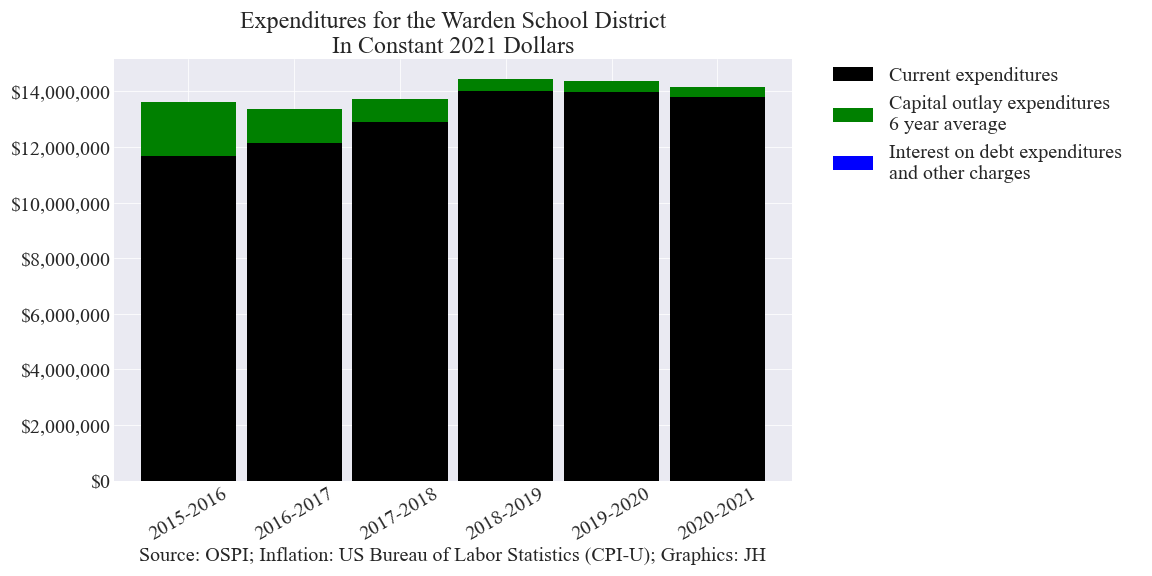 Expenditures for the Warden School District
In Constant 2021 Dollars
$14,000,000
$12,000,000
$10,000,000
$8,000,000
$6,000,000
$4,000,000
$2,000,000
$0
2015-2016
2016-2017
2017-2018
2018-2019
2019-2020
2020-2021
Source: OSPI; Inflation: US Bureau of Labor Statistics (CPI-U); Graphics: JH
Current expenditures
Capital outlay expenditures
6 year average
Interest on debt expenditures
and other charges